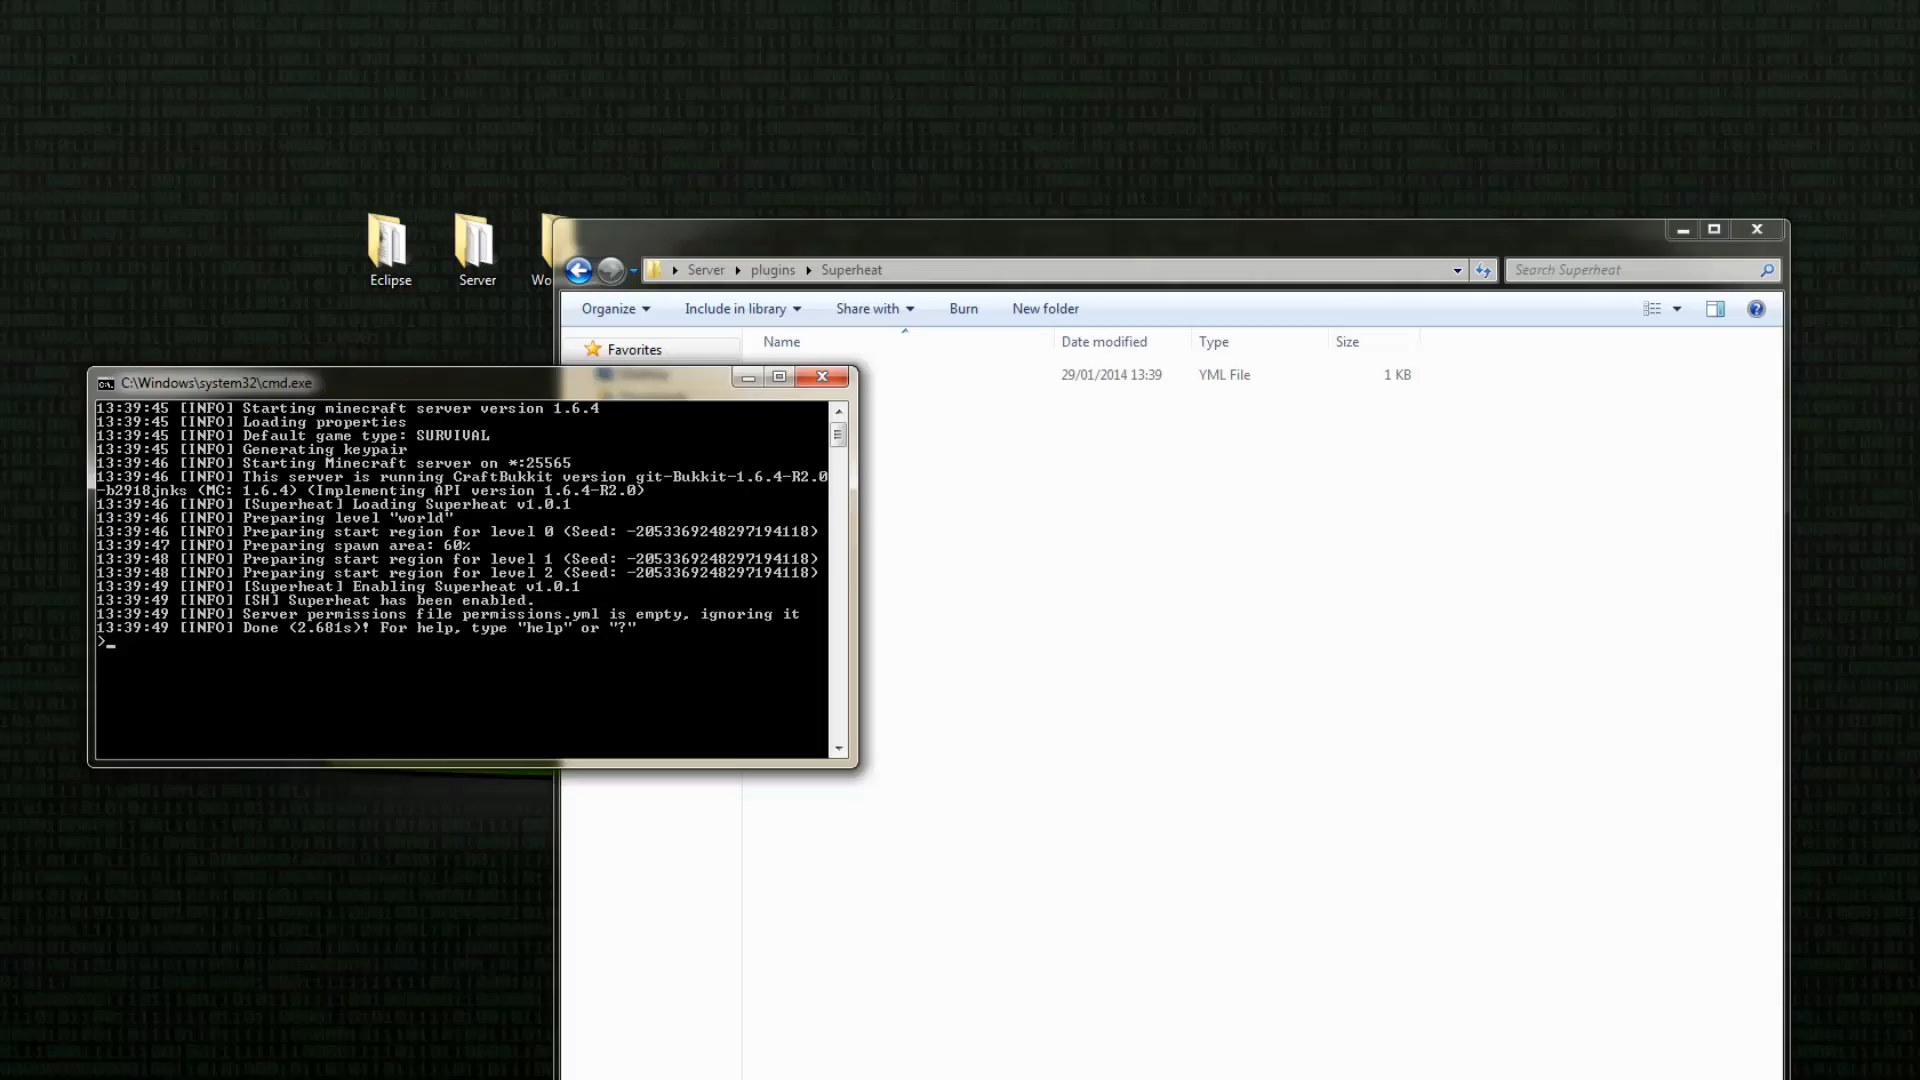 Eclipse
Server
Wo
Server
plugins
Superheat
Search Superheat
Organize
Include in library
Share with
Burn
New folder
Favorites
Name
Date modified
Type
Size
29/01/2014 13:39
YML File
1 KB
C:\Windows\system32\cmd.exe
13:39:45 [INFO] Starting minecraft server version 1.6.4
13:39:45 [INFO] Loading properties
13:39:45 [INFO] Default game type: SURVIVAL
13:39:45 [INFO] Generating keypair
13:39:46 [INFO] Starting Minecraft server on *:25565
13:39:46 [INFO] This server is running CraftBukkit version git-Bukkit-1.6.4-R2.0
-b2918jnks (MC: 1.6.4) (Implementing API version 1.6.4-R2.0)
13:39:46 [INFO] [Superheat] Loading Superheat v1.0.1
13:39:46 [INFO] Preparing level "world"
13:39:46 [INFO] Preparing start region for level 0 (Seed: -2053369248297194118)
13:39:47 [INFO] Preparing spawn area: 60%
13:39:48 [INFO] Preparing start region for level 1 (Seed: -2053369248297194118)
13:39:48 [INFO] Preparing start region for level 2 (Seed: -2053369248297194118)
13:39:49 [INFO] [Superheat] Enabling Superheat v1.0.1
13:39:49 [INFO] [SH] Superheat has been enabled.
13:39:49 [INFO] Server permissions file permissions.yml is empty, ignoring it
13:39:49 [INFO] Done (2.681s)! For help, type "help" or "?"
>_